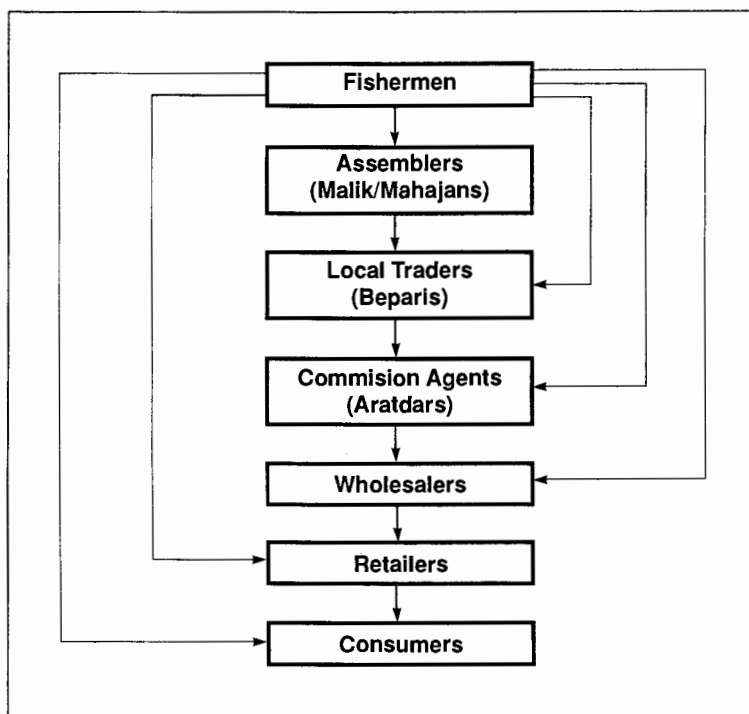 Fishermen
Assemblers
(Malik/Mahajans)
Local Traders
(Beparis)
Commision Agents
(Aratdars)
Wholesalers
Retailers
Consumers